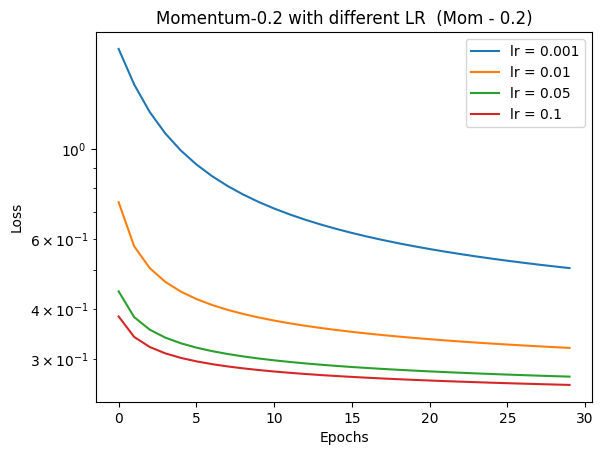 Momentum-0.2 with different LR  (Mom - 0.2)
lr = 0.001
lr = 0.01
lr = 0.05
lr = 0.1
Loss
10⁰
6 × 10⁻¹
4 × 10⁻¹
3 × 10⁻¹
0 5 10 15 20 25 30
Epochs